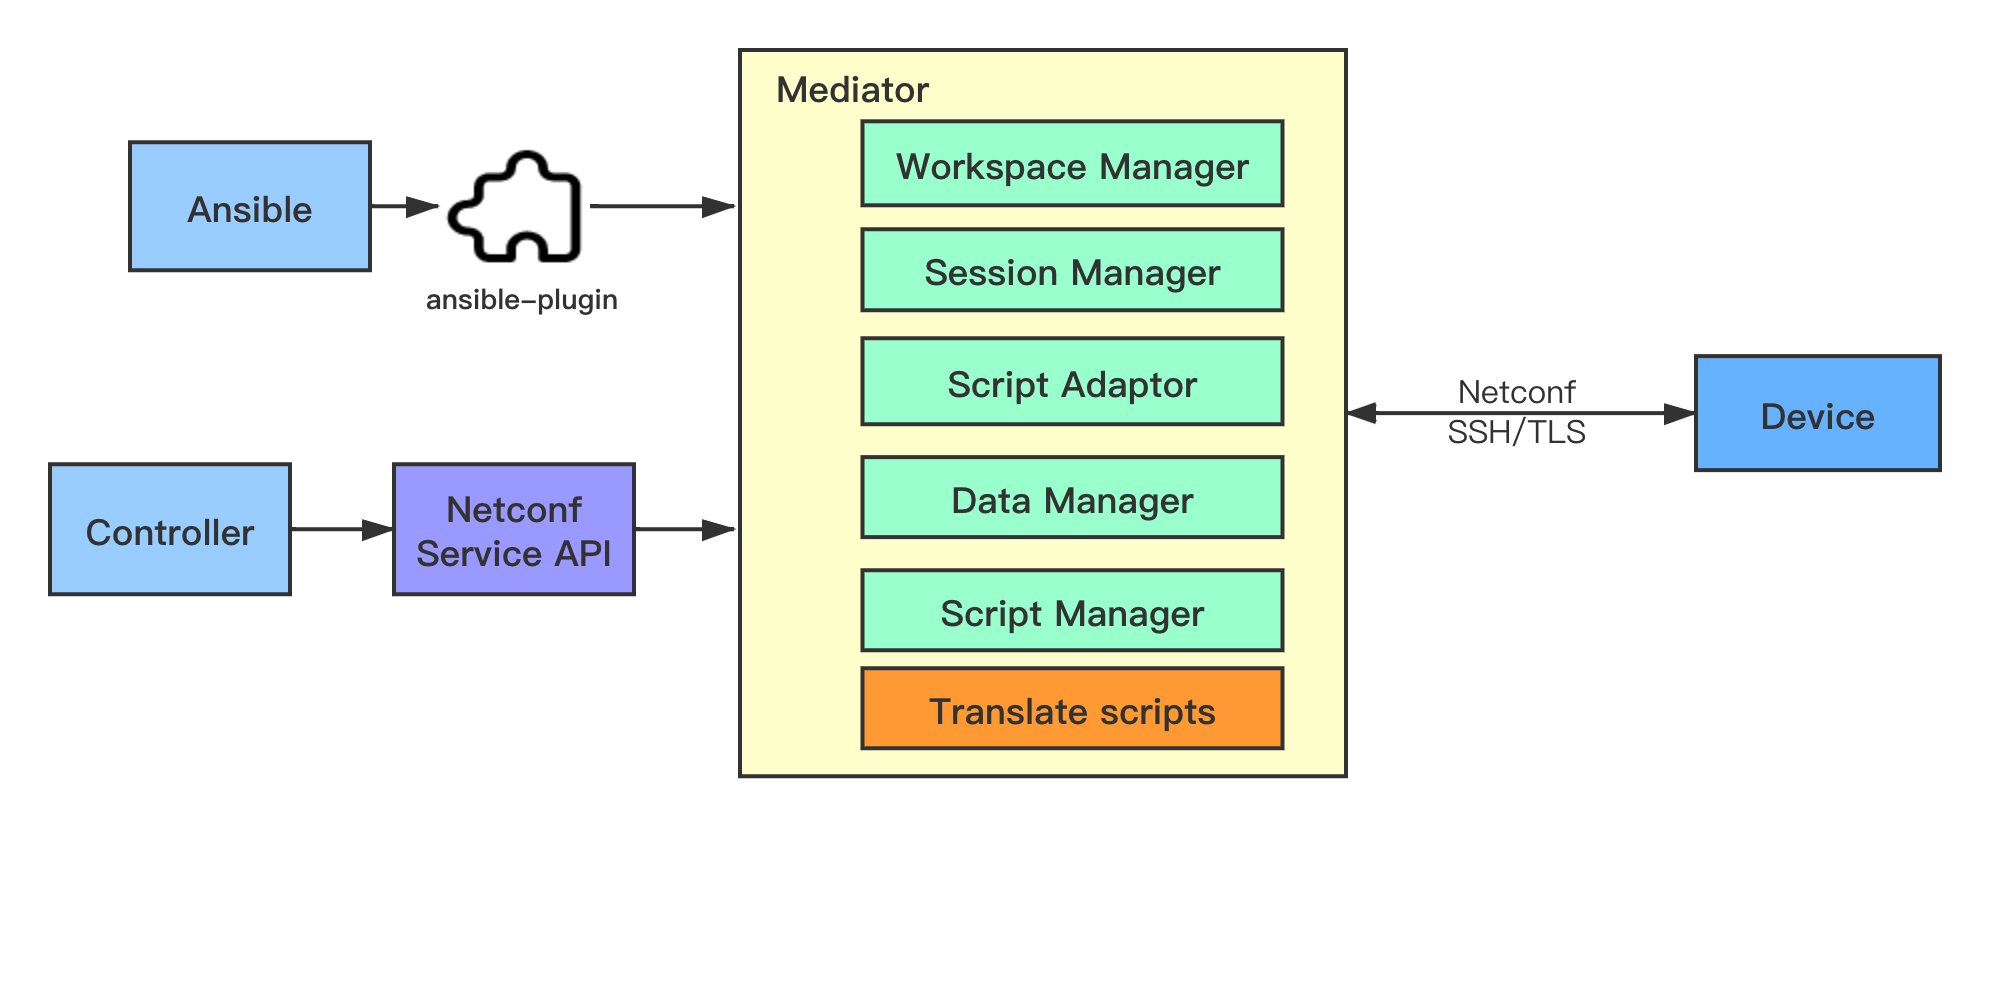 Mediator
Workspace Manager
Ansible
Session Manager
ansible–plugin
Script Adaptor
Netconf
SSH/TLS
Device
Data Manager
Controller
Netconf
Service API
Script Manager
Translate scripts